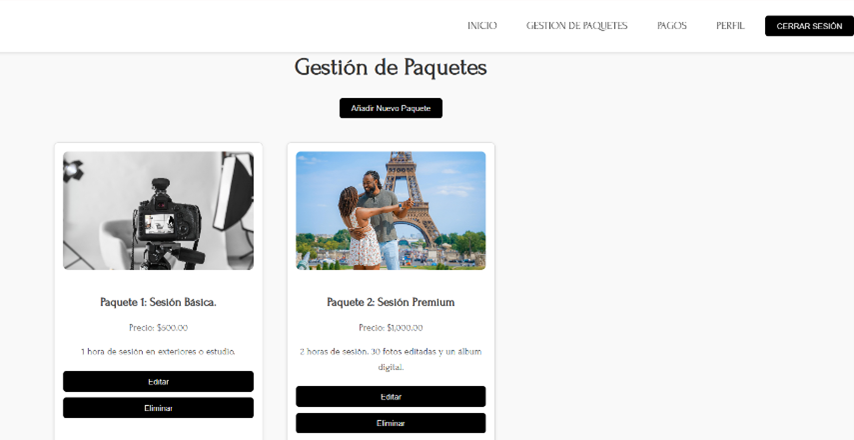 INICIO GESTION DE PAQUETES PAGOS PERFIL CERRAR SESIÓN
Gestión de Paquetes
Añadir Nuevo Paquete
Paquete 1: Sesión Básica.
Precio: $600.00
1 hora de sesión en exteriores o estudio.
Editar
Eliminar
Paquete 2: Sesión Premium
Precio: $1,000.00
2 horas de sesión, 30 fotos editadas y un álbum
digital.
Editar
Eliminar